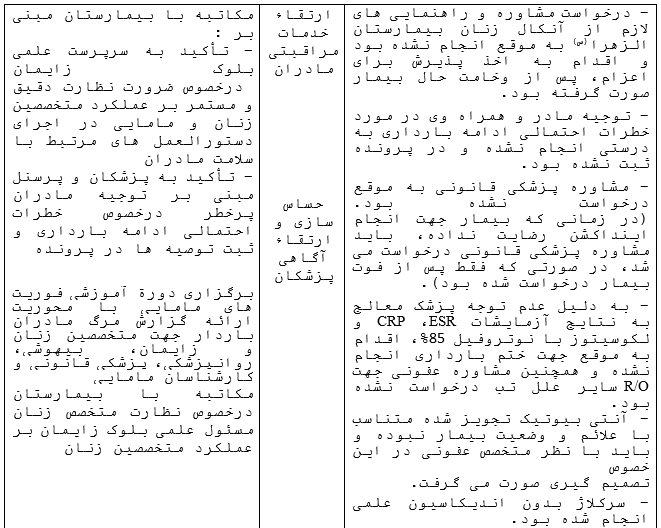 - درخواست مشاوره و راهنمایی های
لازم از آنکال زنان بیمارستان
الزهرا(س) به موقع انجام نشده بود
و اقدام به اخذ پذیرش برای
اعزام، پس از وخامت حال بیمار
صورت گرفته بود.
- توجیه مادر و همراه وی در مورد
خطرات احتمالی ادامه بارداری به
درستی انجام نشده و در پرونده
ثبت نشده بود.
- مشاوره پزشکی قانونی به موقع
درخواست نشده بود.
(در زمانی که بیمار جهت انجام
اینداکشن رضایت نداده، باید
مشاوره پزشکی قانونی درخواست می
شد، در صورتی که فقط پس از فوت
بیمار درخواست شده بود).
- به دلیل عدم توجه پزشک معالج
به نتایج آزمایشات ESR، CRP و
لکوسیتوز با نوتروفیل 85%، اقدام
به موقع جهت ختم بارداری انجام
نشده و همچنین مشاوره عفونی جهت
R/O سایر علل تب درخواست نشده
بود.
- آنتی بیوتیک تجویز شده متناسب
با علائم و وضعیت بیمار نبوده و
باید با نظر متخصص عفونی در این
خصوص
تصمیم گیری صورت می گرفت.
- سرکلاژ بدون اندیکاسیون علمی
انجام شده بود.
ارتقاء
خدمات
مراقبتی
مادران
حساس
سازی و
ارتقاء
آگاهی
پزشکان
مکاتبه با بیمارستان مبنی
بر :
- تأکید به سرپرست علمی
بلوک زایمان
درخصوص ضرورت نظارت دقیق
و مستمر بر عملکرد متخصصین
زنان و مامایی در اجرای
دستورالعمل های مرتبط با
سلامت مادران
- تأکید به پزشکان و پرسنل
مبنی بر توجیه مادران
پرخطر درخصوص خطرات
احتمالی ادامه بارداری و
ثبت توصیه ها در پرونده
برگزاری دورة آموزشی فوریت
های مامایی با محوریت
ارائه گزارش مرگ مادران
باردار جهت متخصصین زنان
و زایمان، بیهوشی،
روانپزشکی، پزشکی قانونی و
کارشناسان مامایی
مکاتبه با بیمارستان
درخصوص نظارت متخصص زنان
مسئول علمی بلوک زایمان بر
عملکرد متخصصین زنان